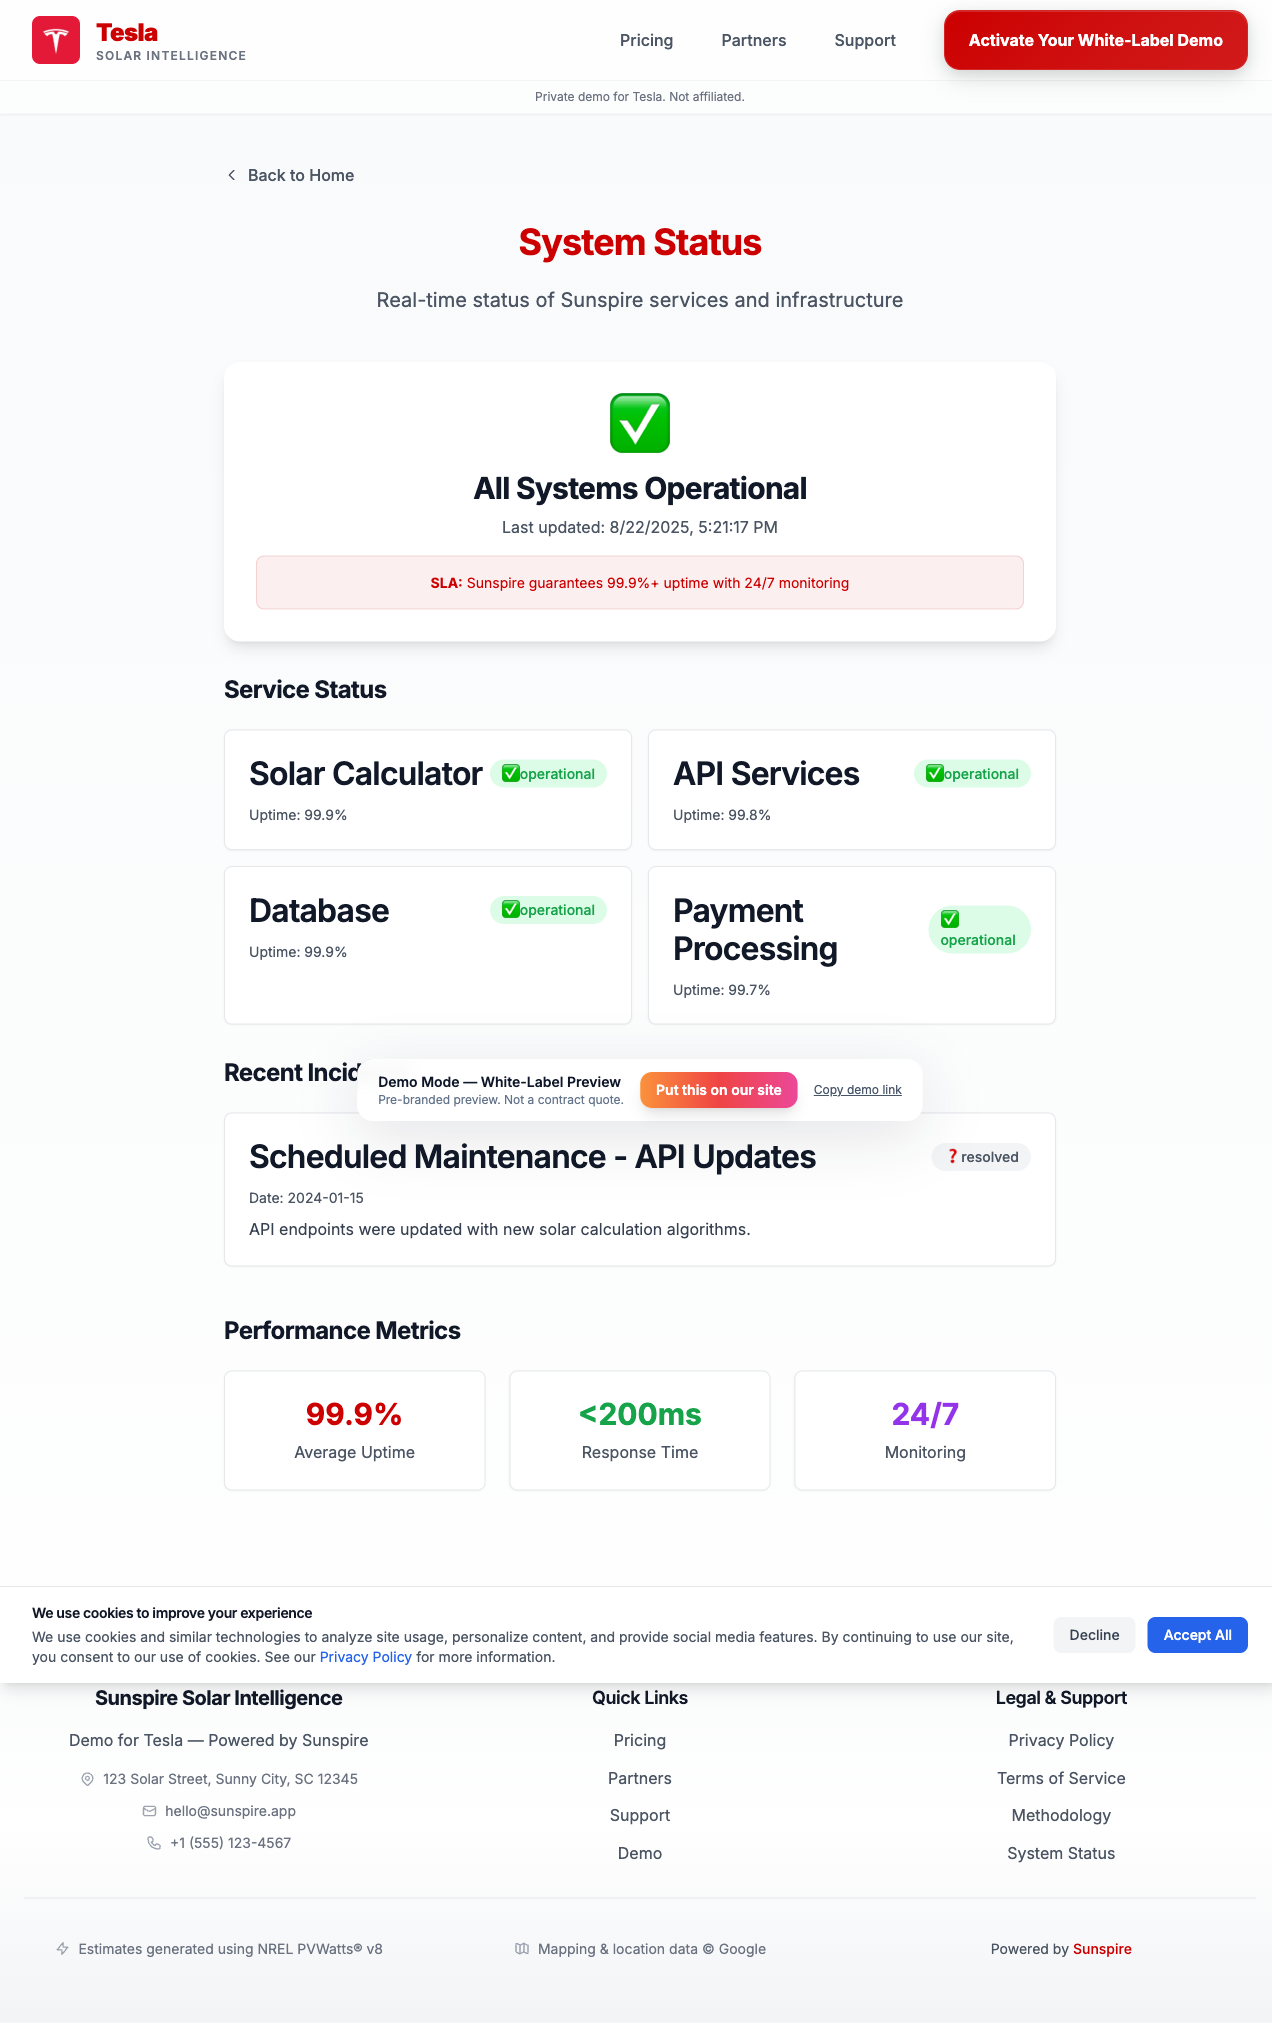 Tesla
SOLAR INTELLIGENCE
Pricing
Partners
Support
Activate Your White-Label Demo
Private demo for Tesla. Not affiliated.
Back to Home
System Status
Real-time status of Sunspire services and infrastructure
All Systems Operational
Last updated: 8/22/2025, 5:21:17 PM
SLA: Sunspire guarantees 99.9%+ uptime with 24/7 monitoring
Service Status
Solar Calculator
✅operational
Uptime: 99.9%
API Services
✅operational
Uptime: 99.8%
Database
✅operational
Uptime: 99.9%
Payment
Processing
✅
operational
Uptime: 99.7%
Recent
Demo Mode — White-Label Preview
Pre-branded preview. Not a contract quote.
Put this on our site
Copy demo link
Scheduled Maintenance - API Updates
❓resolved
Date: 2024-01-15
API endpoints were updated with new solar calculation algorithms.
Performance Metrics
99.9%
Average Uptime
<200ms
Response Time
24/7
Monitoring
We use cookies to improve your experience
We use cookies and similar technologies to analyze site usage, personalize content, and provide social media features. By continuing to use our site,
you consent to our use of cookies. See our Privacy Policy for more information.
Decline
Accept All
Sunspire Solar Intelligence
Demo for Tesla — Powered by Sunspire
123 Solar Street, Sunny City, SC 12345
hello@sunspire.app
+1 (555) 123-4567
Quick Links
Pricing
Partners
Support
Demo
Legal & Support
Privacy Policy
Terms of Service
Methodology
System Status
Estimates generated using NREL PVWatts® v8
Mapping & location data © Google
Powered by Sunspire